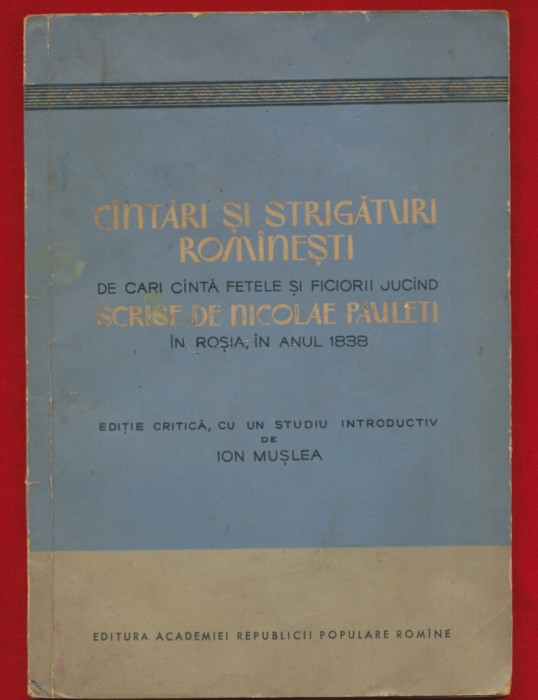 CÎNTĂRI ȘI STRIGĂTURI
ROMÎNEȘTI
DE CARI CÎNTĂ FETELE ȘI FICIORII JUCÎND
SCRISE DE NICOLAE PAULETI
ÎN ROȘIA, ÎN ANUL 1838
EDIȚIE CRITICĂ, CU UN STUDIU INTRODUCTIV
DE
ION MUȘLEA
EDITURA ACADEMIEI REPUBLICII POPULARE ROMÎNE